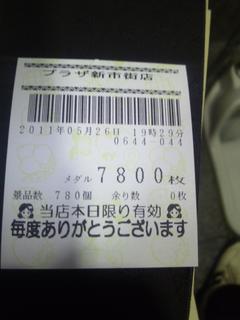 プラザ新市街店
2011年05月26日 19時29分
0644-044
メダル 7800枚
景品数 780個 余り数 0枚
当店本日限り有効
毎度ありがとうございます